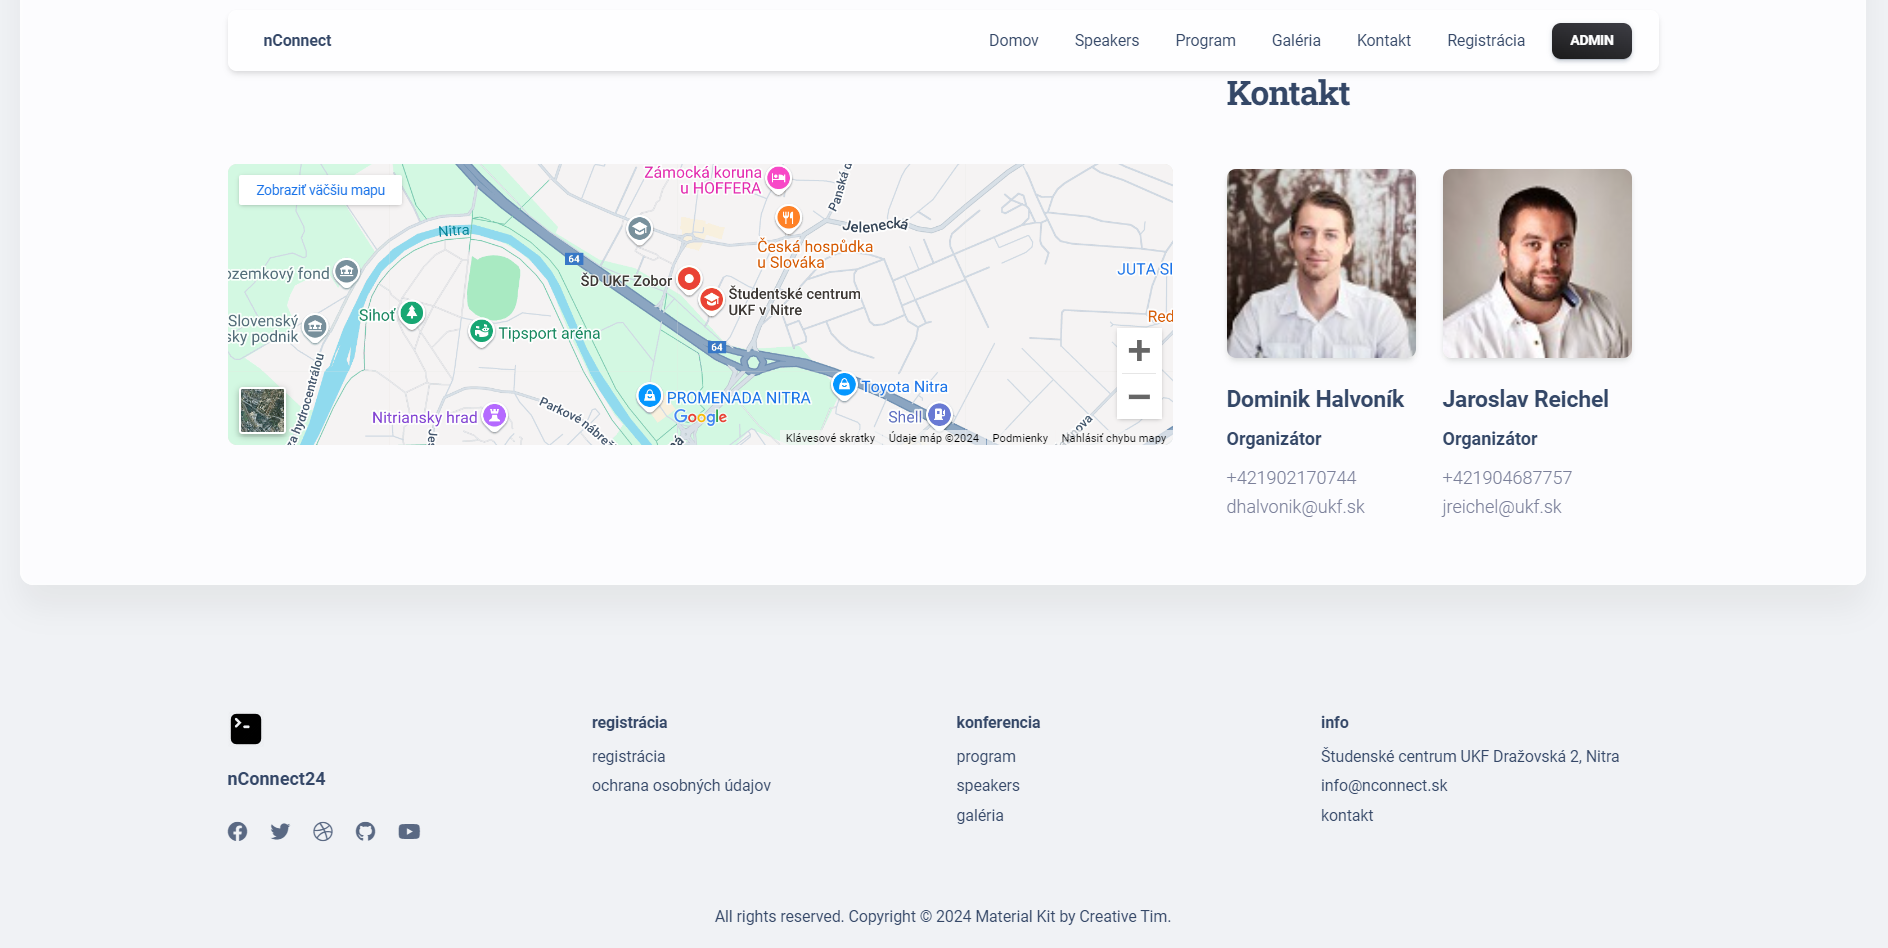 nConnect
Domov
Speakers
Program
Galéria
Kontakt
Registrácia
ADMIN
Kontakt
Zobraziť väčšiu mapu
Zámocká koruna
u HOFFERA
Panská d
Jelenecká
Nitra
64
Česká hospůdka
u Slováka
JUTA SI
ozemkový fond
ŠD UKF Zobor
Študentské centrum
UKF v Nitre
Sihoť
Slovenský
ský podnik
Tipsport aréna
Red
64
za hydrocentrálou
PROMENADA NITRA
Toyota Nitra
Nitriansky hrad
Parkové nábre
Google
Shell
Klávesové skratky
Údaje máp ©2024
Podmienky
Nahlásiť chybu mapy
Dominik Halvoník
Organizátor
+421902170744
dhalvonik@ukf.sk
Jaroslav Reichel
Organizátor
+421904687757
jreichel@ukf.sk
nConnect24
registrácia
registrácia
ochrana osobných údajov
konferencia
program
speakers
galéria
info
Študenské centrum UKF Dražovská 2, Nitra
info@nconnect.sk
kontakt
All rights reserved. Copyright © 2024 Material Kit by Creative Tim.